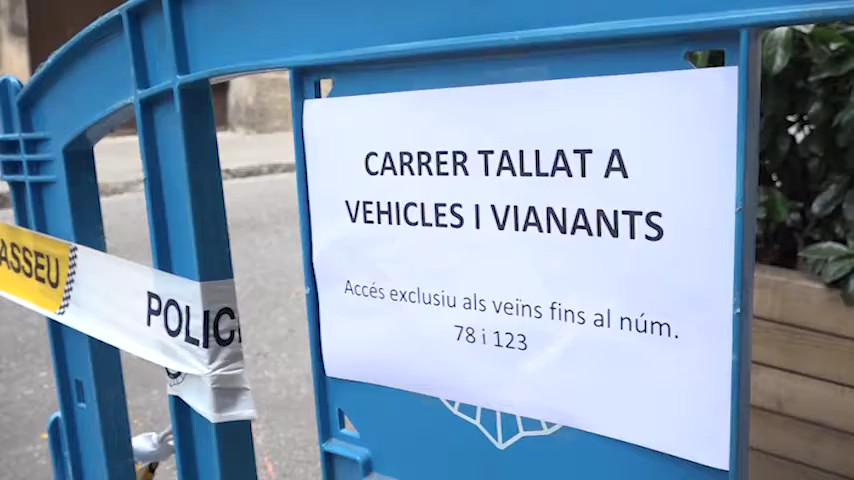 CARRER TALLAT A
VEHICLES I VIANANTS
Accés exclusiu als veïns fins al núm.
78 i 123
ASSEU
POLIC